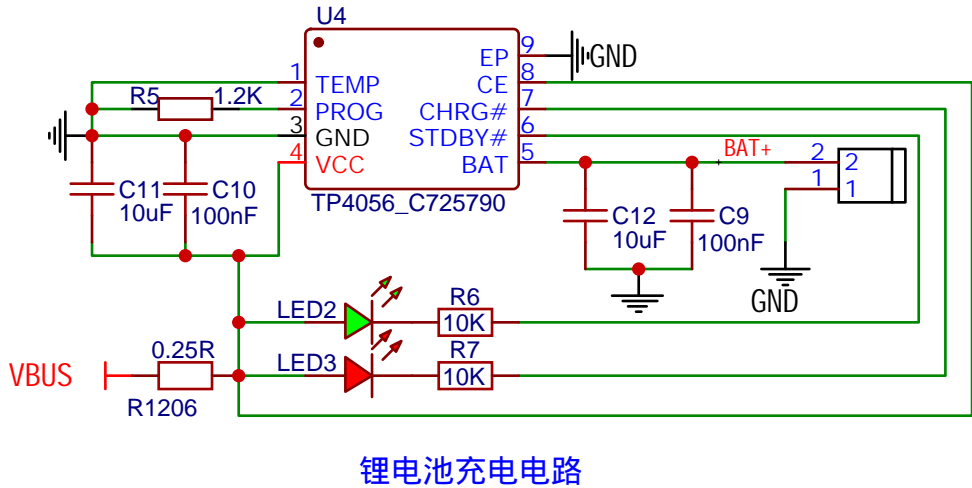 U4
1
TEMP
2
PROG
3
GND
4
VCC
EP
9
GND
CE
8
CHRG#
7
STDBY#
6
BAT
5
TP4056_C725790
R5
1.2K
C11
10uF
C10
100nF
BAT+
2
2
1
1
C12
10uF
C9
100nF
GND
LED2
R6
10K
LED3
R7
10K
VBUS
0.25R
R1206
锂电池充电电路